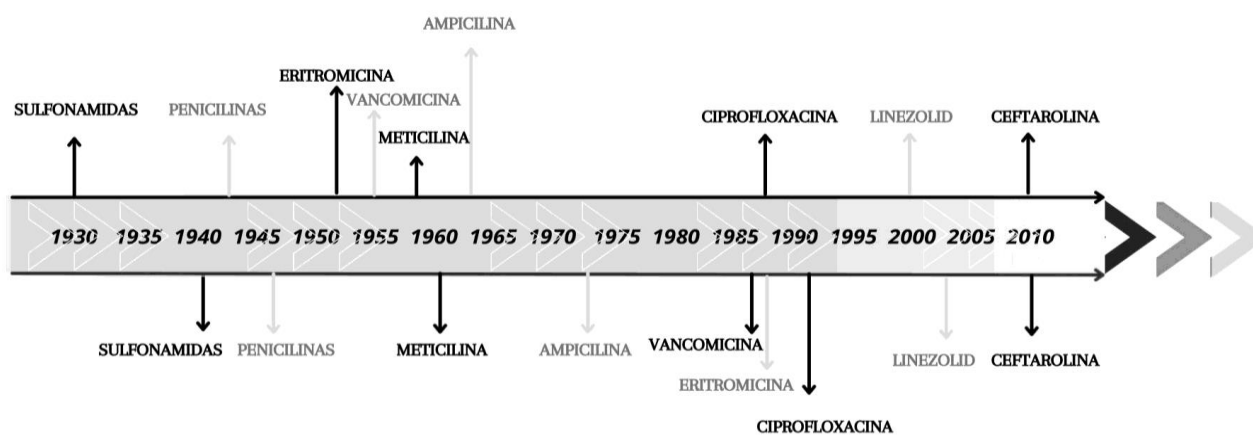 AMPICILINA
ERITROMICINA
VANCOMICINA
SULFONAMIDAS PENICILINAS METICILINA CIPROFLOXACINA LINEZOLID CEFTAROLINA
1930 1935 1940 1945 1950 1955 1960 1965 1970 1975 1980 1985 1990 1995 2000 2005 2010
SULFONAMIDAS PENICILINAS METICILINA AMPICILINA VANCOMICINA LINEZOLID CEFTAROLINA
ERITROMICINA
CIPROFLOXACINA